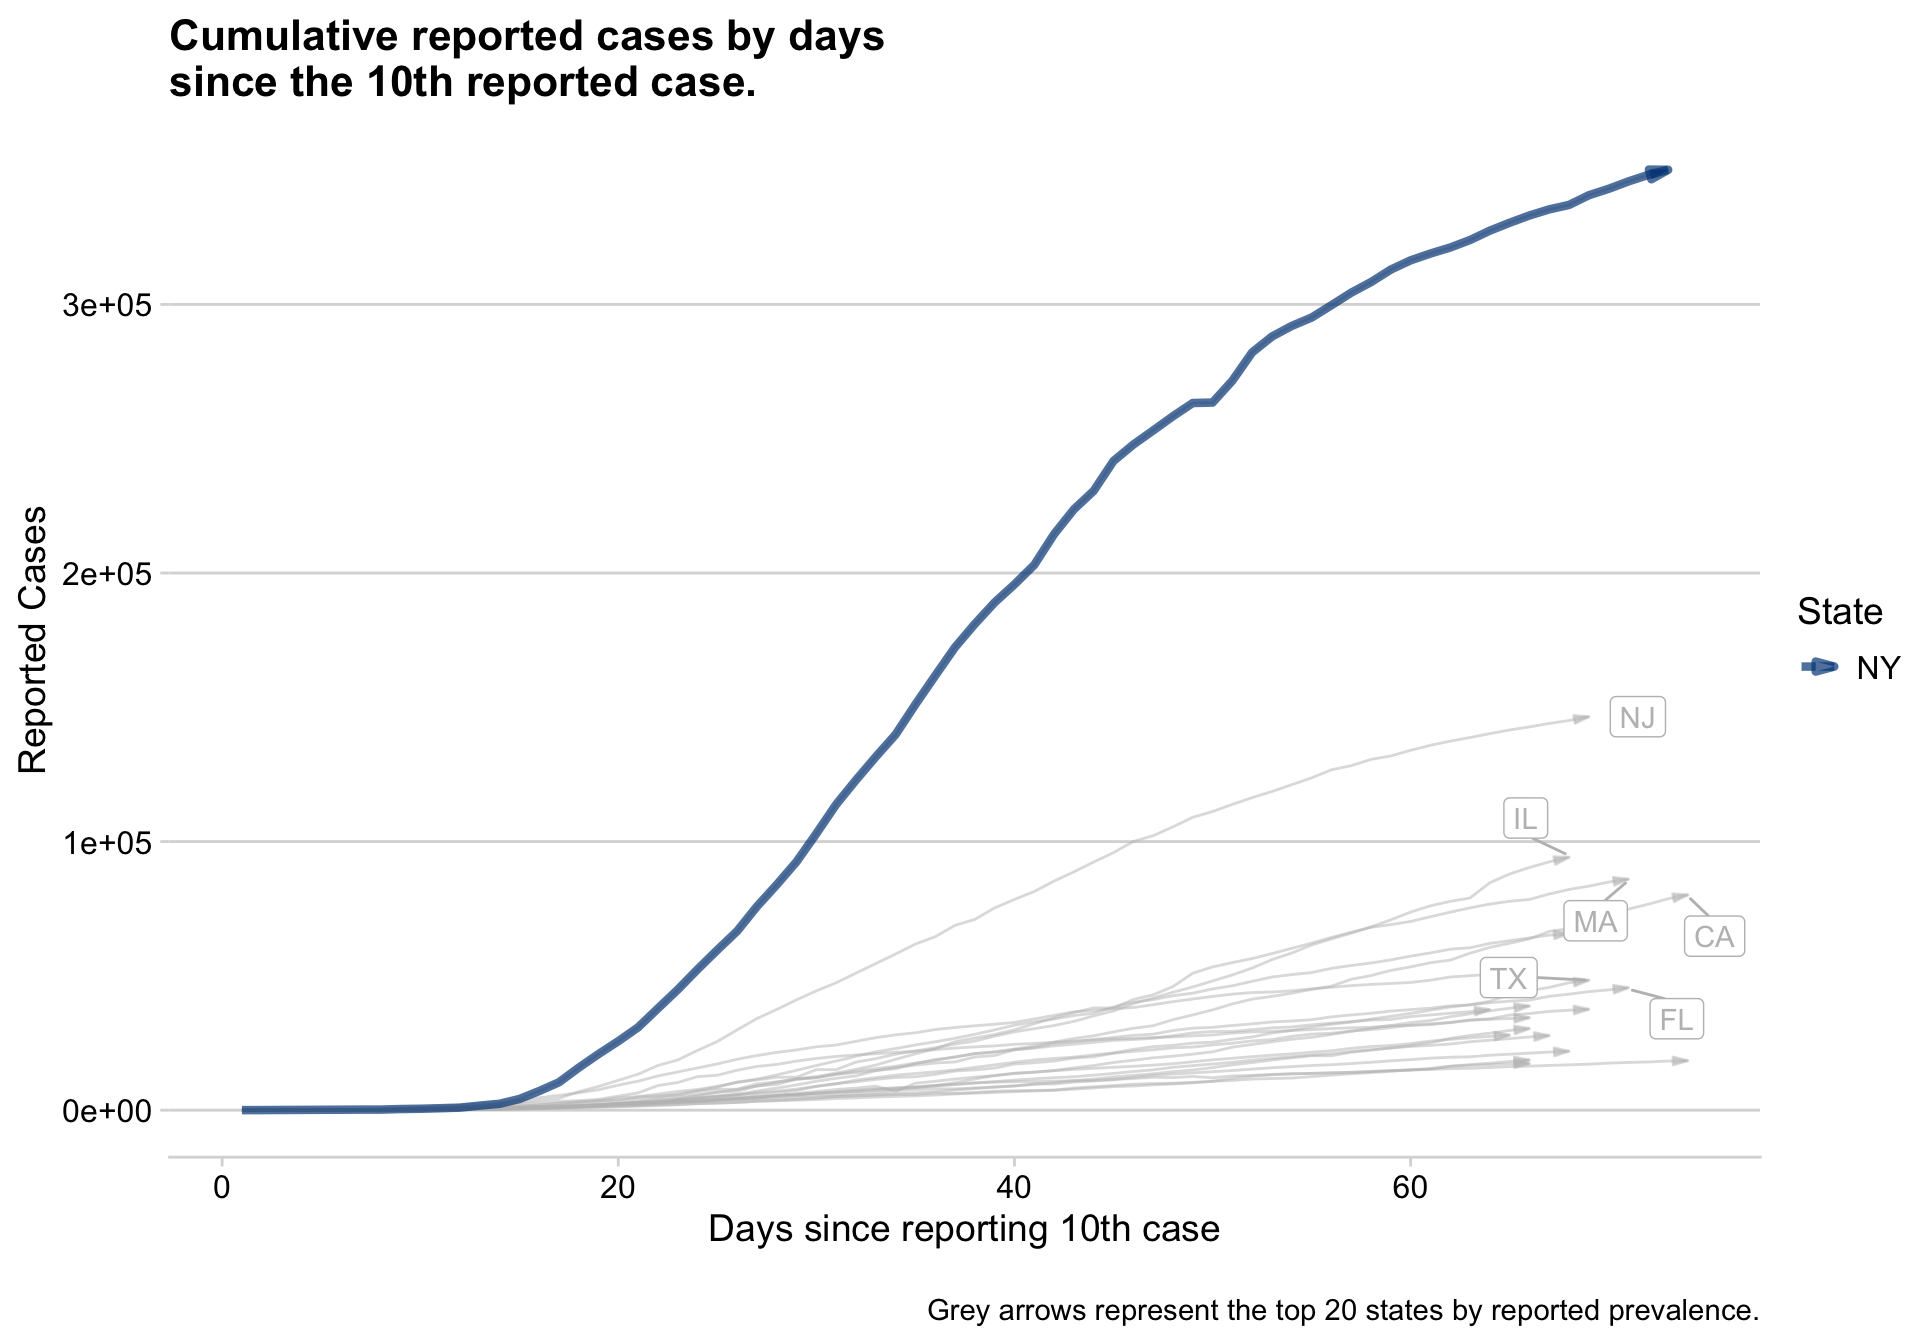 Cumulative reported cases by days
since the 10th reported case.
3e+05
2e+05
1e+05
0e+00
Reported Cases
NJ
IL
MA
CA
TX
FL
State
NY
0 20 40 60
Days since reporting 10th case
Grey arrows represent the top 20 states by reported prevalence.